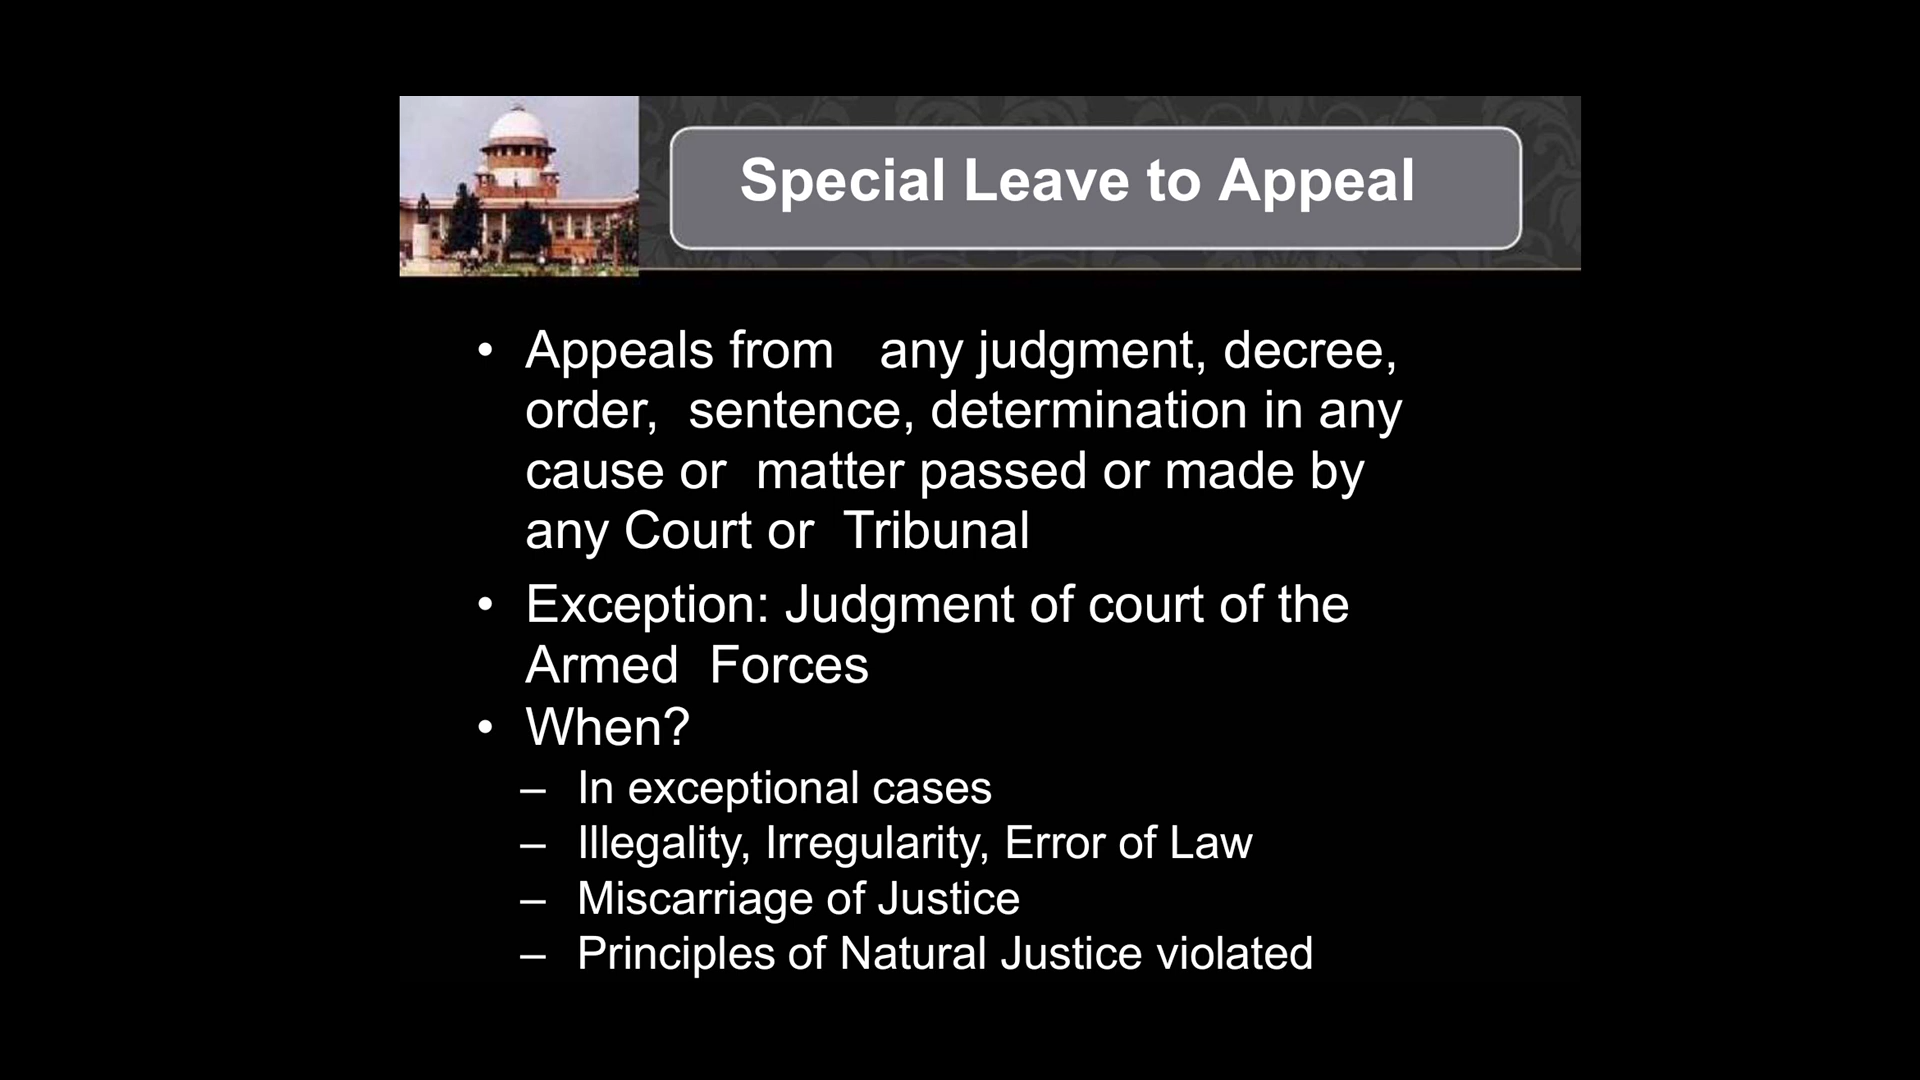 Special Leave to Appeal
• Appeals from any judgment, decree,
order, sentence, determination in any
cause or matter passed or made by
any Court or Tribunal
• Exception: Judgment of court of the
Armed Forces
• When?
– In exceptional cases
– Illegality, Irregularity, Error of Law
– Miscarriage of Justice
– Principles of Natural Justice violated